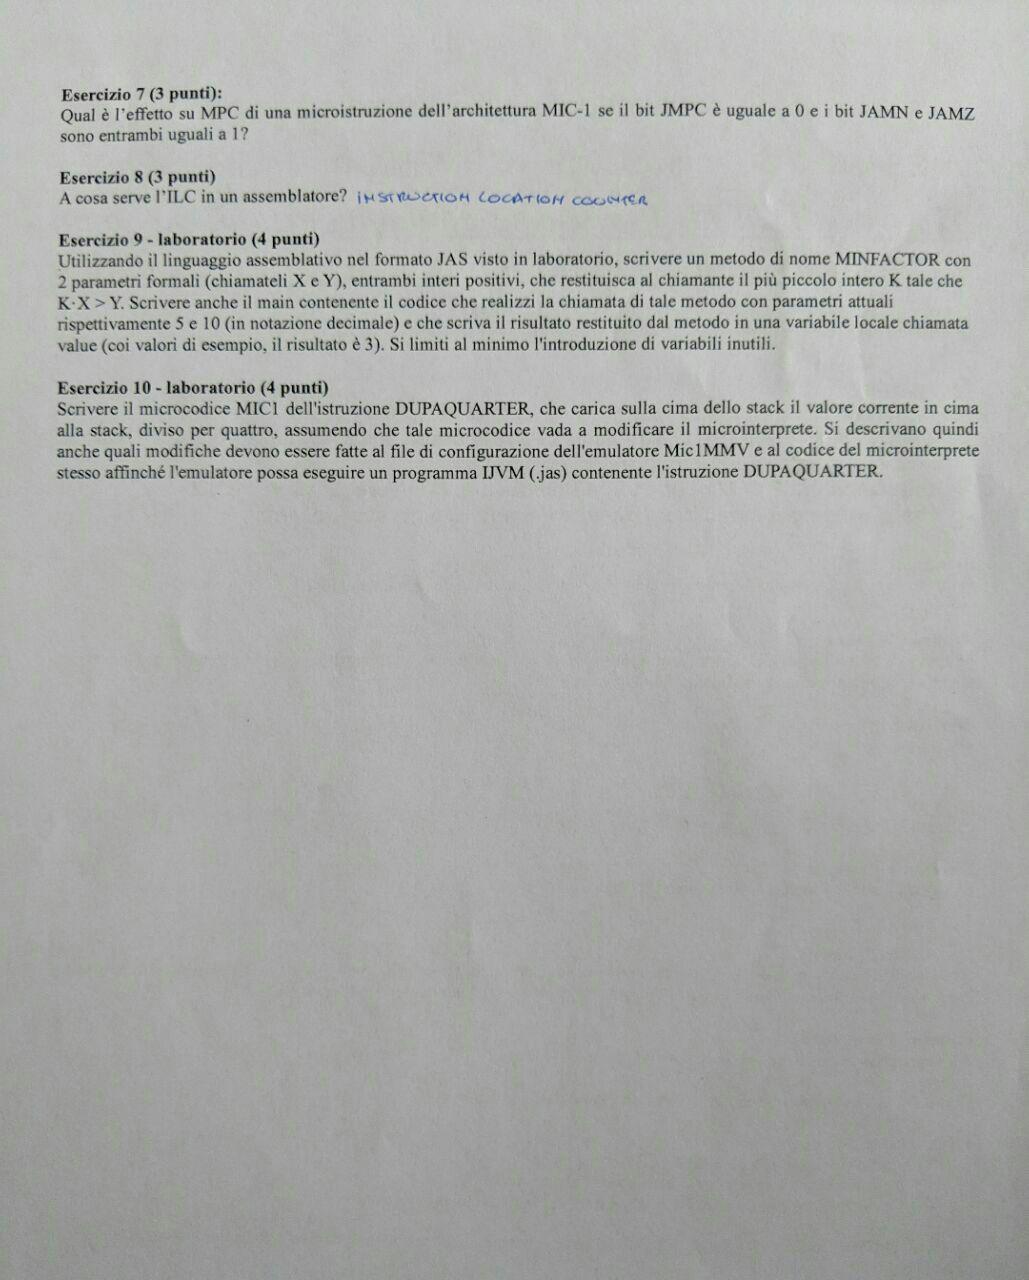 Esercizio 7 (3 punti):
Qual è l'effetto su MPC di una microistruzione dell'architettura MIC-1 se il bit JMPC è uguale a 0 e i bit JAMN e JAMZ
sono entrambi uguali a 1?
Esercizio 8 (3 punti)
A cosa serve l'ILC in un assemblatore? INSTRUCTION LOCATION COUNTER
Esercizio 9 - laboratorio (4 punti)
Utilizzando il linguaggio assemblativo nel formato JAS visto in laboratorio, scrivere un metodo di nome MINFACTOR con
2 parametri formali (chiamateli X e Y), entrambi interi positivi, che restituisca al chiamante il più piccolo intero K tale che
K·X > Y. Scrivere anche il main contenente il codice che realizzi la chiamata di tale metodo con parametri attuali
rispettivamente 5 e 10 (in notazione decimale) e che scriva il risultato restituito dal metodo in una variabile locale chiamata
value (coi valori di esempio, il risultato è 3). Si limiti al minimo l'introduzione di variabili inutili.
Esercizio 10 - laboratorio (4 punti)
Scrivere il microcodice MIC1 dell'istruzione DUPAQUARTER, che carica sulla cima dello stack il valore corrente in cima
alla stack, diviso per quattro, assumendo che tale microcodice vada a modificare il microinterprete. Si descrivano quindi
anche quali modifiche devono essere fatte al file di configurazione dell'emulatore Mic1MMV e al codice del microinterprete
stesso affinché l'emulatore possa eseguire un programma IJVM (.jas) contenente l'istruzione DUPAQUARTER.